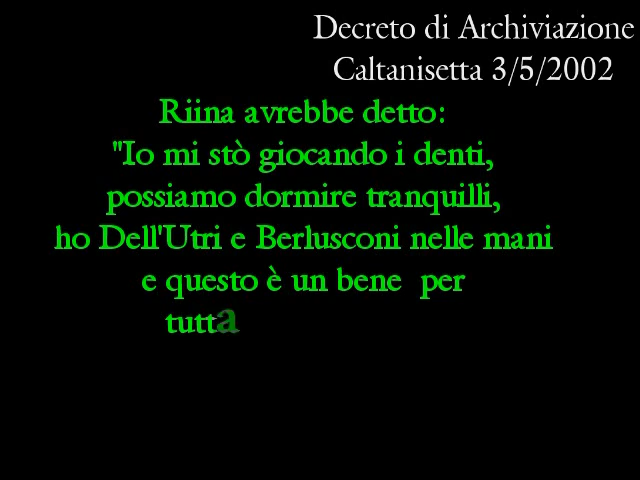 Decreto di Archiviazione
Caltanisetta 3/5/2002
Riina avrebbe detto:
"Io mi stò giocando i denti,
possiamo dormire tranquilli,
ho Dell'Utri e Berlusconi nelle mani
e questo è un bene  per
tutta